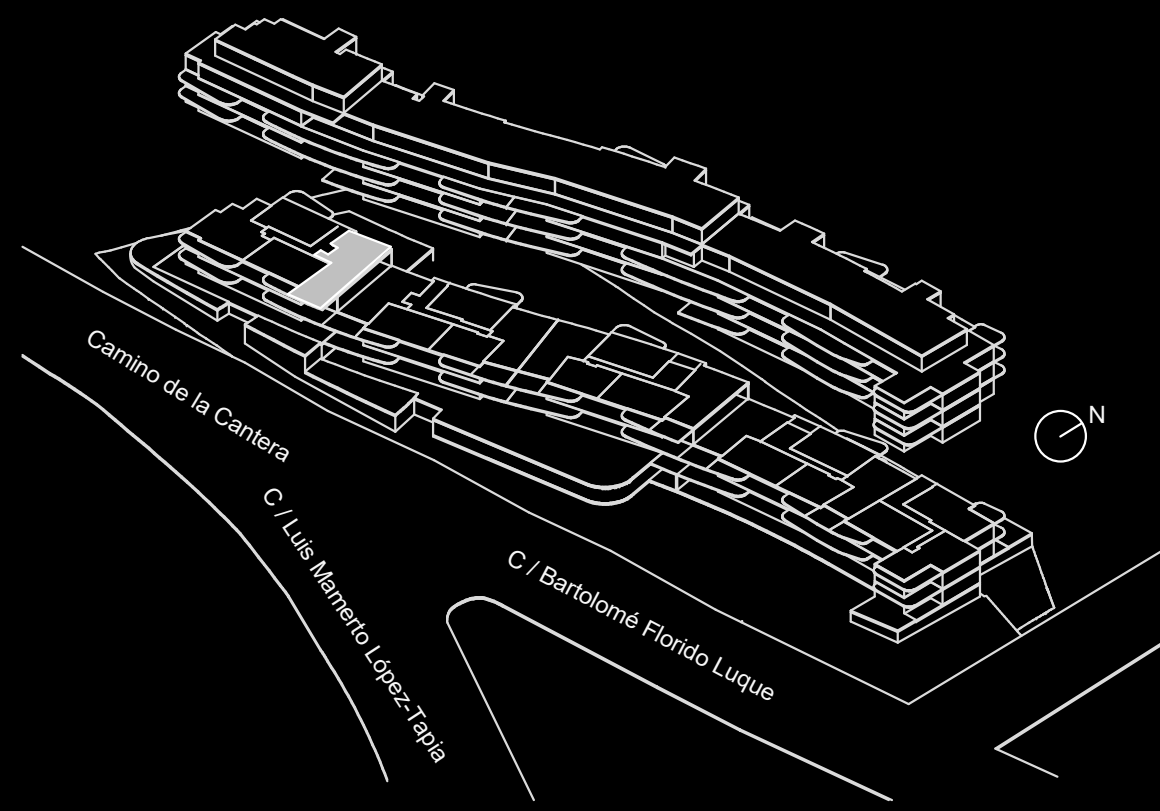 Camino de la Cantera
N
C / Luis Mamerto López-Tapia
C / Bartolomé Florido Luque